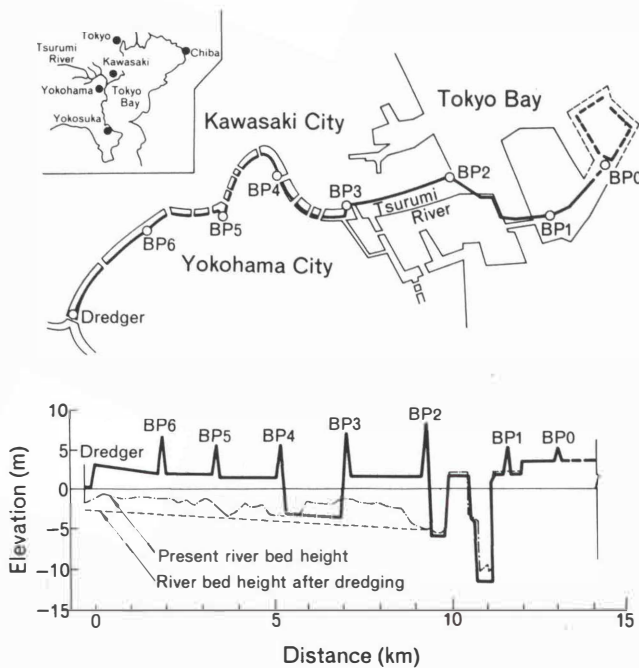 Tokyo
Chiba
Tsurumi
River
Kawasaki
Yokohama
Tokyo
Bay
Yokosuka
Tokyo Bay
Kawasaki City
BP0
BP2
BP4
BP3
Tsurumi
River
BP1
BP5
BP6
Yokohama City
Dredger
Elevation (m)
10
5
0
−5
−10
−15
Dredger
BP6
BP5
BP4
BP3
BP2
BP1
BP0
Present river bed height
River bed height after dredging
0
5
10
15
Distance (km)